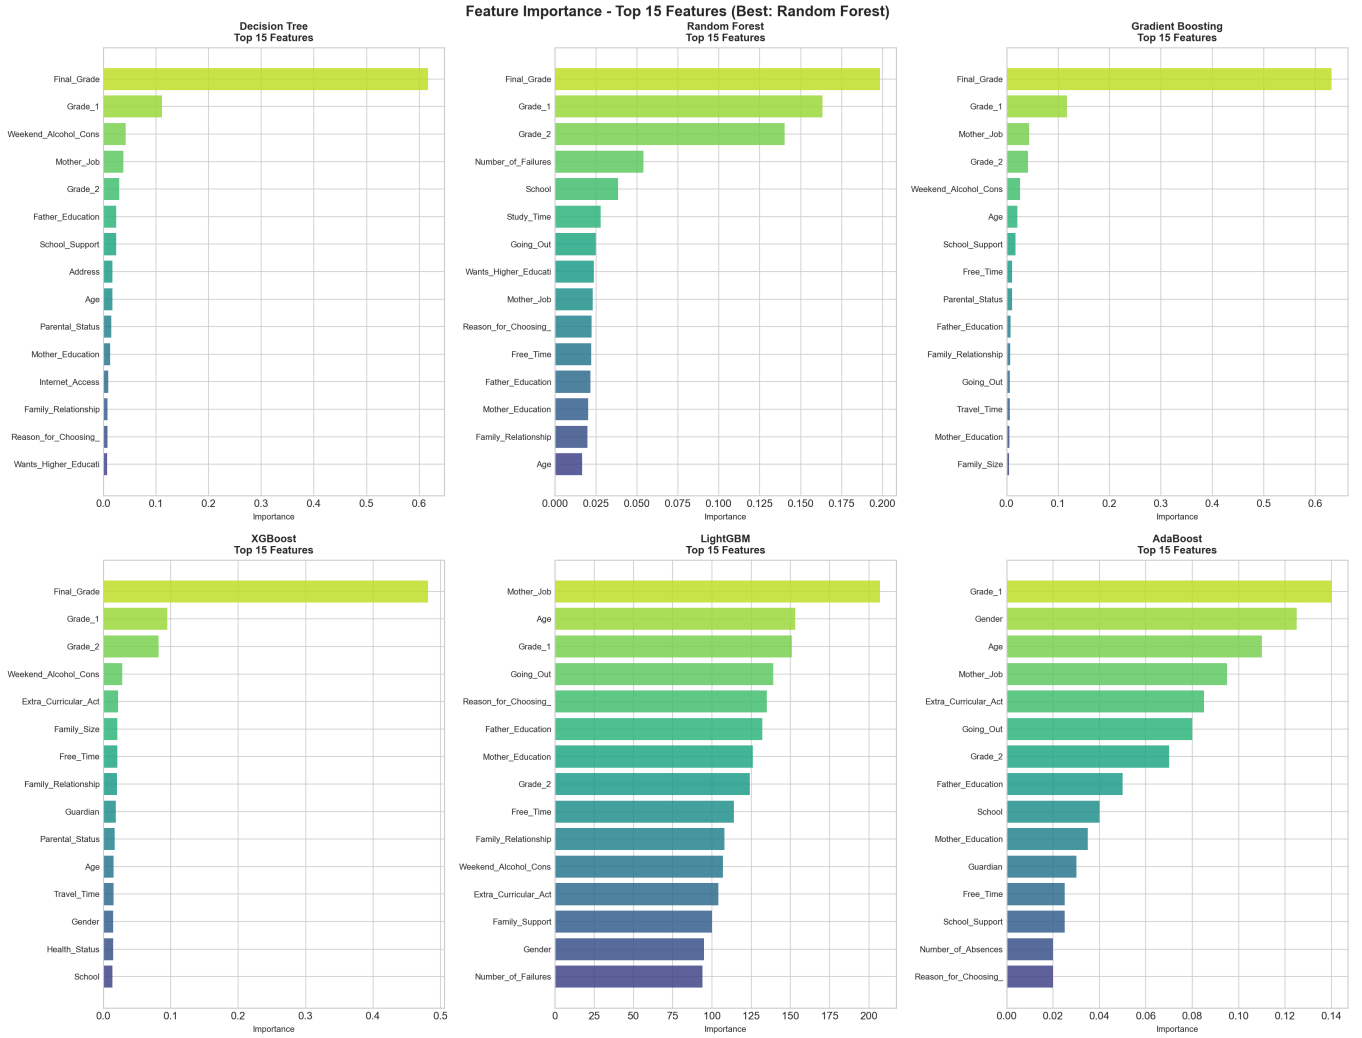 Feature Importance - Top 15 Features (Best: Random Forest)
Decision Tree
Top 15 Features
Final_Grade
Grade_1
Weekend_Alcohol_Cons
Mother_Job
Grade_2
Father_Education
School_Support
Address
Age
Parental_Status
Mother_Education
Internet_Access
Family_Relationship
Reason_for_Choosing_
Wants_Higher_Educati
0.0 0.1 0.2 0.3 0.4 0.5 0.6
Importance
Random Forest
Top 15 Features
Final_Grade
Grade_1
Grade_2
Number_of_Failures
School
Study_Time
Going_Out
Wants_Higher_Educati
Mother_Job
Reason_for_Choosing_
Free_Time
Father_Education
Mother_Education
Family_Relationship
Age
0.000 0.025 0.050 0.075 0.100 0.125 0.150 0.175 0.200
Importance
Gradient Boosting
Top 15 Features
Final_Grade
Grade_1
Mother_Job
Grade_2
Weekend_Alcohol_Cons
Age
School_Support
Free_Time
Parental_Status
Father_Education
Family_Relationship
Going_Out
Travel_Time
Mother_Education
Family_Size
0.0 0.1 0.2 0.3 0.4 0.5 0.6
Importance
XGBoost
Top 15 Features
Final_Grade
Grade_1
Grade_2
Weekend_Alcohol_Cons
Extra_Curricular_Act
Family_Size
Free_Time
Family_Relationship
Guardian
Parental_Status
Age
Travel_Time
Gender
Health_Status
School
0.0 0.1 0.2 0.3 0.4 0.5
Importance
LightGBM
Top 15 Features
Mother_Job
Age
Grade_1
Going_Out
Reason_for_Choosing_
Father_Education
Mother_Education
Grade_2
Free_Time
Family_Relationship
Weekend_Alcohol_Cons
Extra_Curricular_Act
Family_Support
Gender
Number_of_Failures
0 25 50 75 100 125 150 175 200
Importance
AdaBoost
Top 15 Features
Grade_1
Gender
Age
Mother_Job
Extra_Curricular_Act
Going_Out
Grade_2
Father_Education
School
Mother_Education
Guardian
Free_Time
School_Support
Number_of_Absences
Reason_for_Choosing_
0.00 0.02 0.04 0.06 0.08 0.10 0.12 0.14
Importance